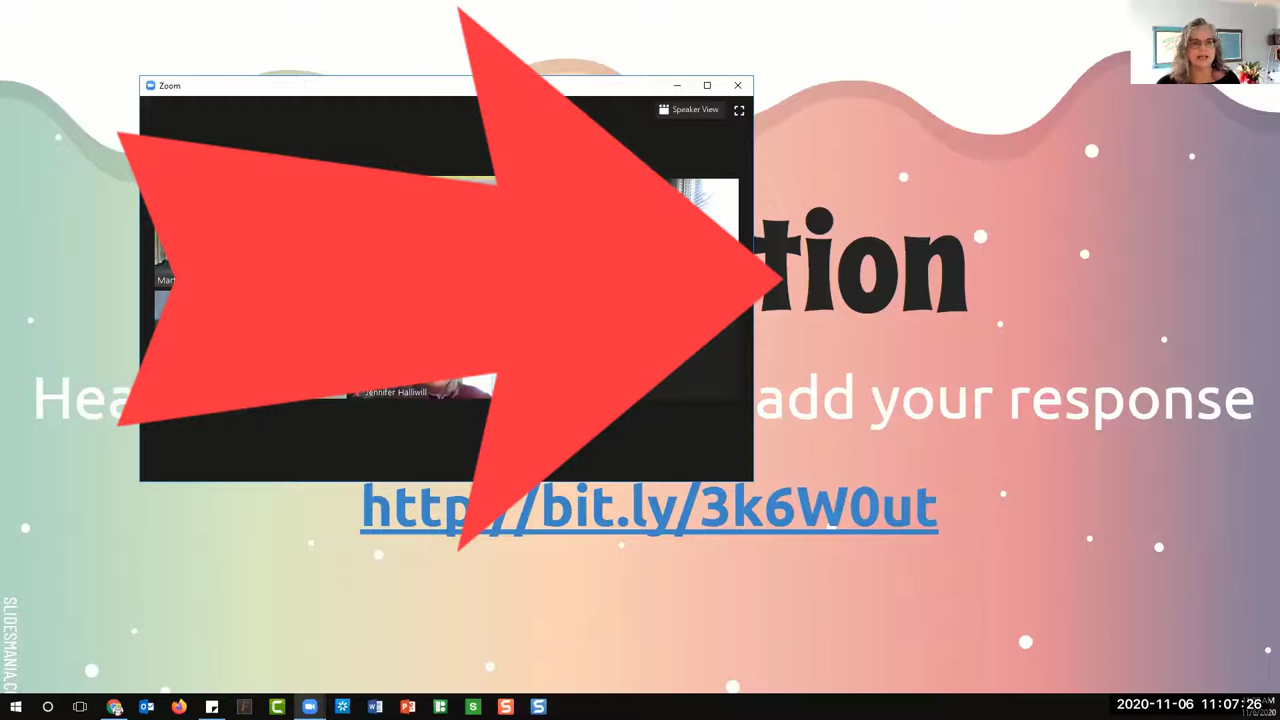 Zoom
Speaker View
tion
Jennifer Halliwill
add your response
http://bit.ly/3k6W0ut
SLIDESMANIA.C
2020-11-06 11:07:26